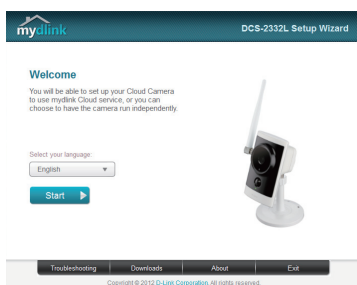 mydlink
DCS-2332L Setup Wizard
Welcome
You will be able to set up your Cloud Camera
to use mydlink Cloud service, or you can
choose to have the camera run independently.
Select your language:
English
Start
Troubleshooting
Downloads
About
Exit
Copyright © 2012 D-Link Corporation. All rights reserved.